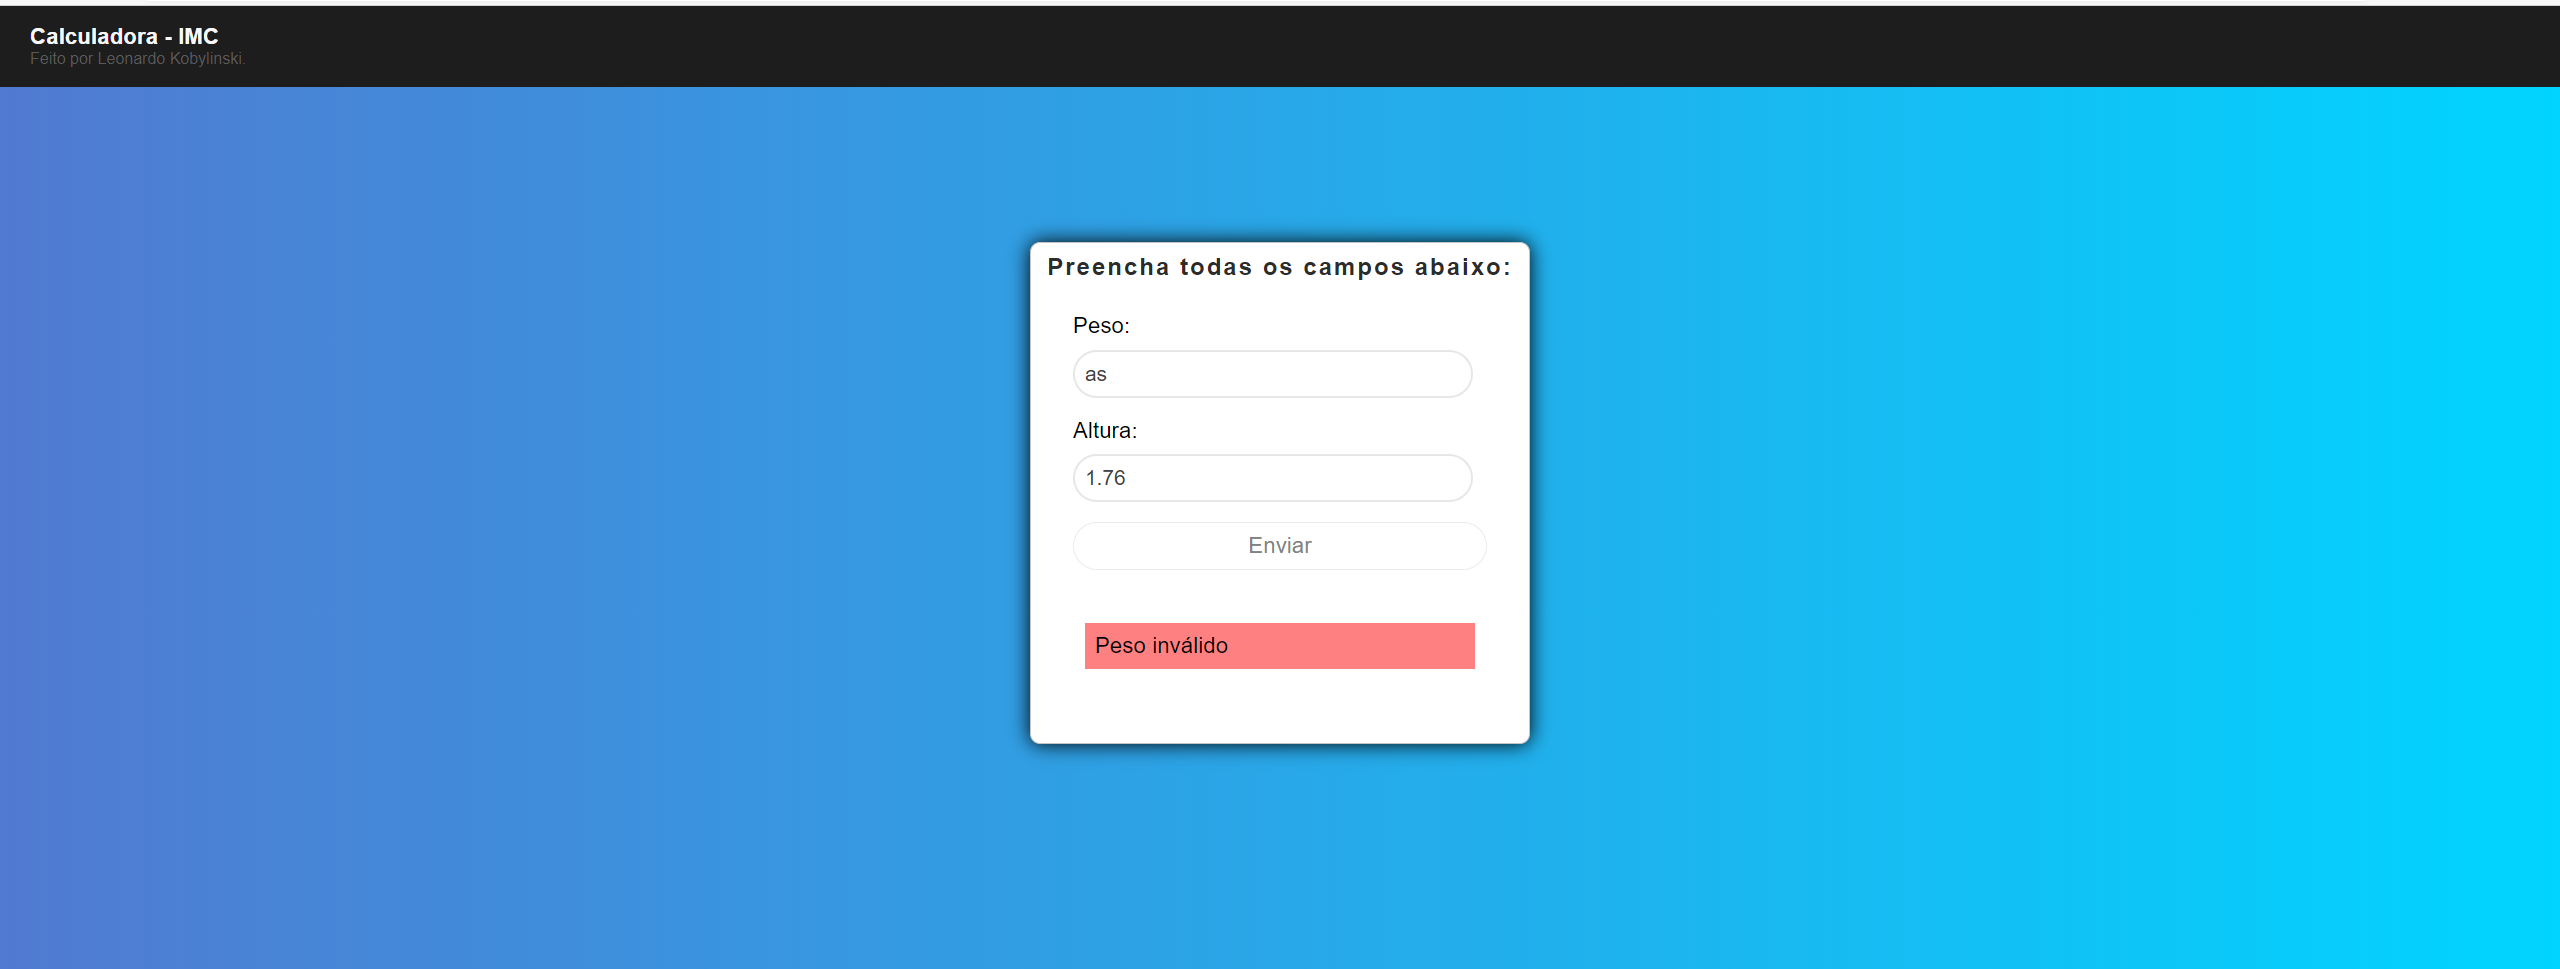 Calculadora - IMC
Feito por Leonardo Kobylinski.
Preencha todas os campos abaixo:
Peso:
as
Altura:
1.76
Enviar
Peso inválido